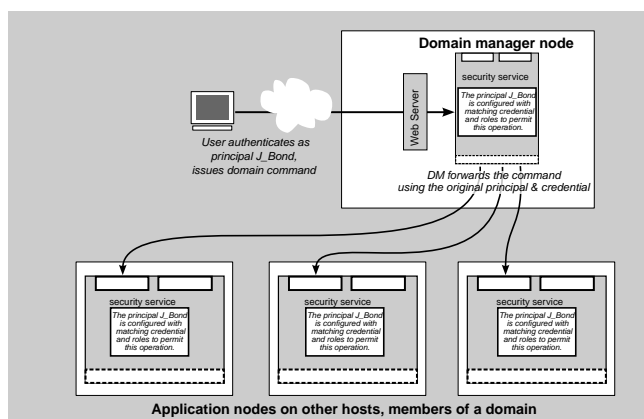 Domain manager node
security service
The principal J_Bond
is configured with
matching credential
and roles to permit
this operation.
Web Server
User authenticates as
principal J_Bond,
issues domain command
DM forwards the command
using the original principal & credential
security service
The principal J_Bond
is configured with
matching credential
and roles to permit
this operation.
security service
The principal J_Bond
is configured with
matching credential
and roles to permit
this operation.
security service
The principal J_Bond
is configured with
matching credential
and roles to permit
this operation.
Application nodes on other hosts, members of a domain